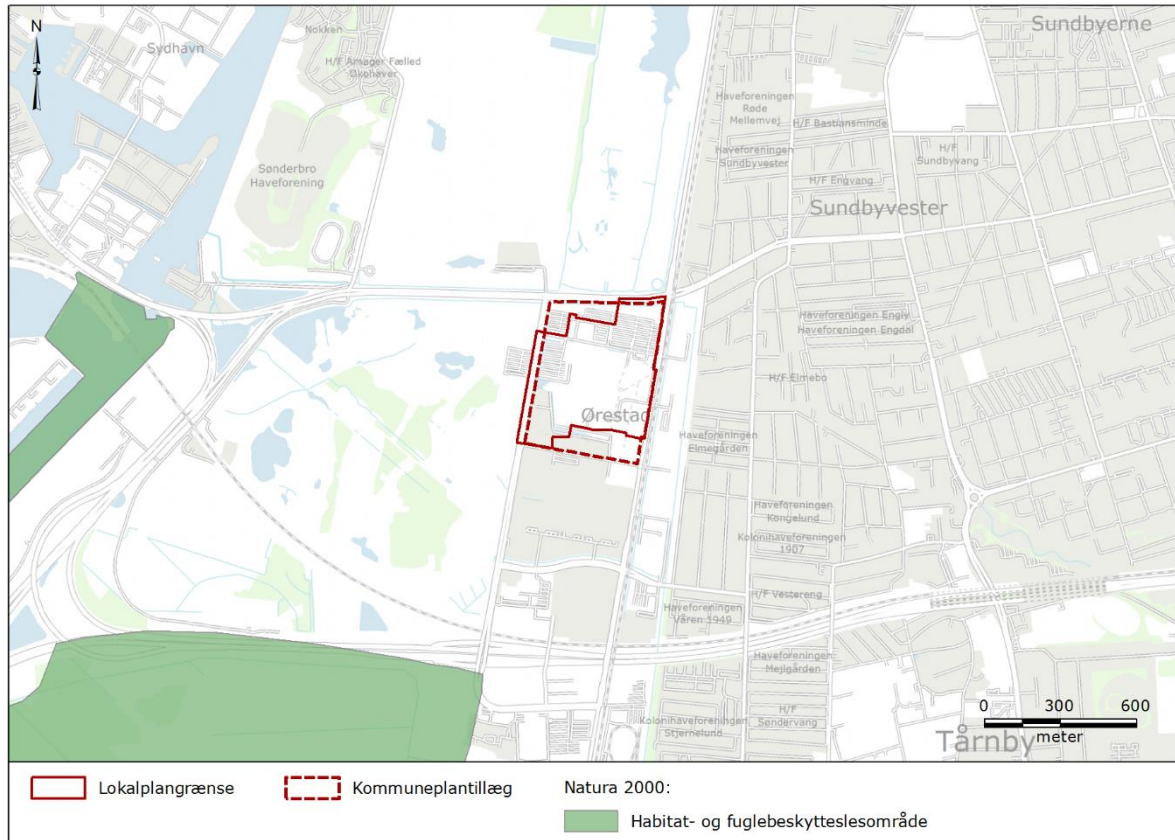 N
Sydhavn
Nokken
H/F Amager Fælled
Økohaver
Sundbyerne
Haveforeningen
Røde
Mellemvej
H/F Bastiansminde
Haveforeningen
Sundbyvester
H/F
Sundbyvang
Sønderbro
Haveforening
H/F Engvang
Sundbyvester
Haveforeningen Engly
Haveforeningen Engdal
H/F Elmebo
Ørestad
Haveforeningen
Elmegården
Haveforeningen
Kongelund
Kolonihaveforeningen
1907
H/F Vestereng
Haveforeningen
Våren 1949
Haveforeningen
Mejlgården
H/F
Søndervang
Kolonihaveforeningen
Stjernelund
0 300 600
meter
Tårnby
Lokalplangrænse
Kommuneplantillæg
Natura 2000:
Habitat- og fuglebeskyttelsesområde